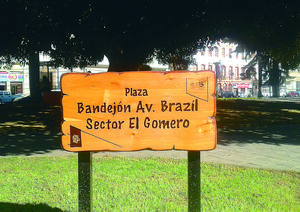 Plaza
Bandejón Av. Brazil
Sector El Gomero